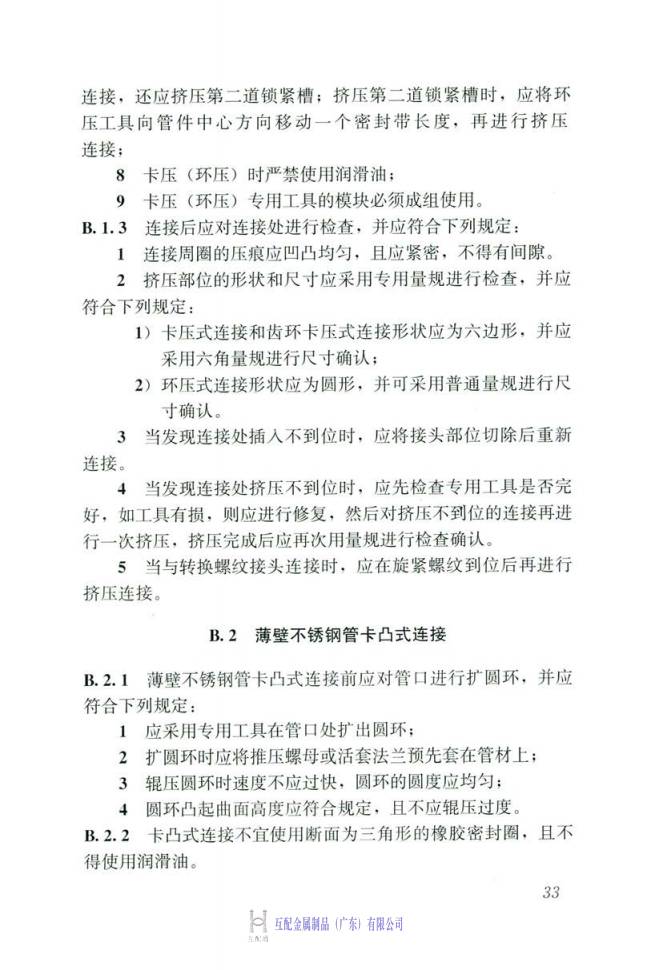 连接，还应挤压第二道锁紧槽；挤压第二道锁紧槽时，应将环
压工具向管件中心方向移动一个密封带长度，再进行挤压
连接；
8 卡压（环压）时严禁使用润滑油；
9 卡压（环压）专用工具的模块必须成组使用。
B.1.3 连接后应对连接处进行检查，并应符合下列规定：
1 连接周圈的压痕应凹凸均匀，且应紧密，不得有间隙。
2 挤压部位的形状和尺寸应采用专用量规进行检查，并应
符合下列规定：
1）卡压式连接和齿环卡压式连接形状应为六边形，并应
采用六角量规进行尺寸确认；
2）环压式连接形状应为圆形，并可采用普通量规进行尺
寸确认。
3 当发现连接处插入不到位时，应将接头部位切除后重新
连接。
4 当发现连接处挤压不到位时，应先检查专用工具是否完
好，如工具有损，则应进行修复，然后对挤压不到位的连接再进
行一次挤压，挤压完成后应再次用量规进行检查确认。
5 当与转换螺纹接头连接时，应在旋紧螺纹到位后再进行
挤压连接。
B.2 薄壁不锈钢管卡凸式连接
B.2.1 薄壁不锈钢管卡凸式连接前应对管口进行扩圆环，并应
符合下列规定：
1 应采用专用工具在管口处扩出圆环；
2 扩圆环时应将推压螺母或活套法兰预先套在管材上；
3 辊压圆环时速度不应过快，圆环的圆度应均匀；
4 圆环凸起曲面高度应符合规定，且不应辊压过度。
B.2.2 卡凸式连接不宜使用断面为三角形的橡胶密封圈，且不
得使用润滑油。
33
互配金属制品（广东）有限公司